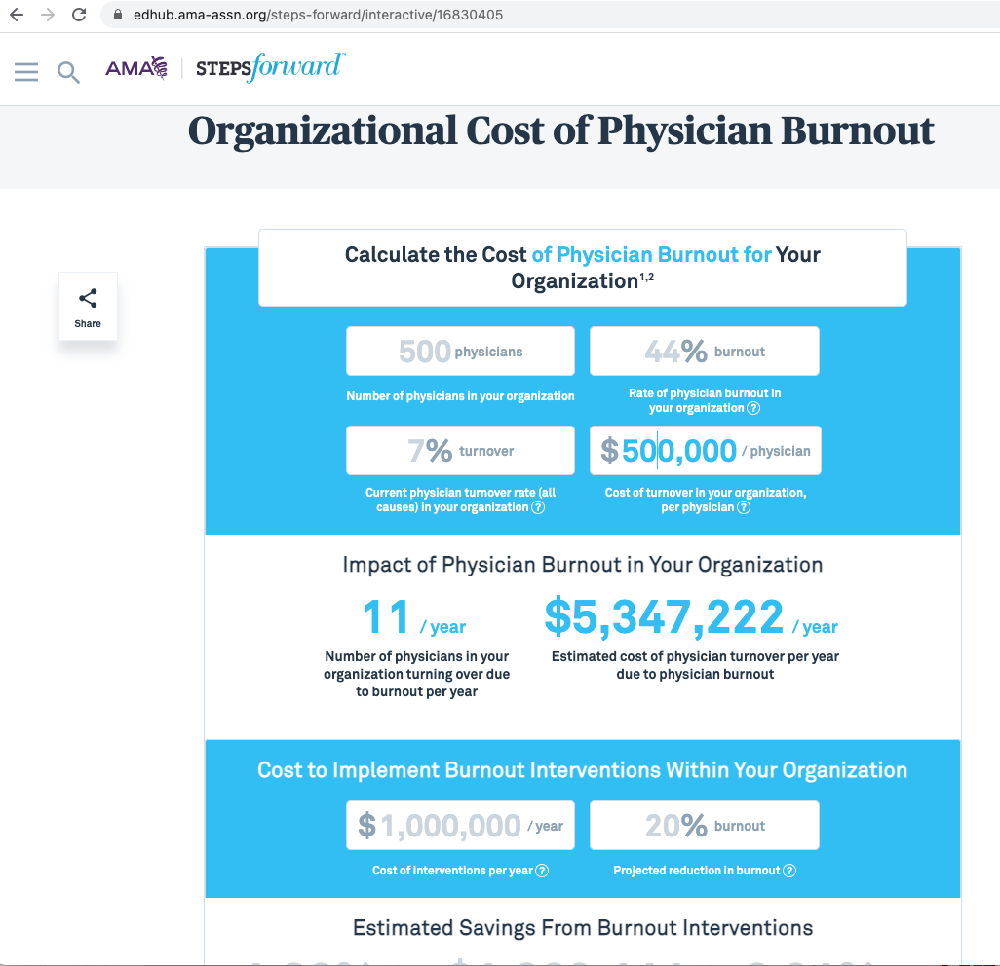 edhub.ama-assn.org/steps-forward/interactive/16830405
AMA STEPSforward™
Organizational Cost of Physician Burnout
Share
Calculate the Cost of Physician Burnout for Your
Organization1,2
500 physicians
44% burnout
Number of physicians in your organization
Rate of physician burnout in
your organization ?
7% turnover
$500,000 / physician
Current physician turnover rate (all
causes) in your organization ?
Cost of turnover in your organization,
per physician ?
Impact of Physician Burnout in Your Organization
11 / year
$5,347,222 / year
Number of physicians in your
organization turning over due
to burnout per year
Estimated cost of physician turnover per year
due to physician burnout
Cost to Implement Burnout Interventions Within Your Organization
$1,000,000 / year
20% burnout
Cost of interventions per year ?
Projected reduction in burnout ?
Estimated Savings From Burnout Interventions